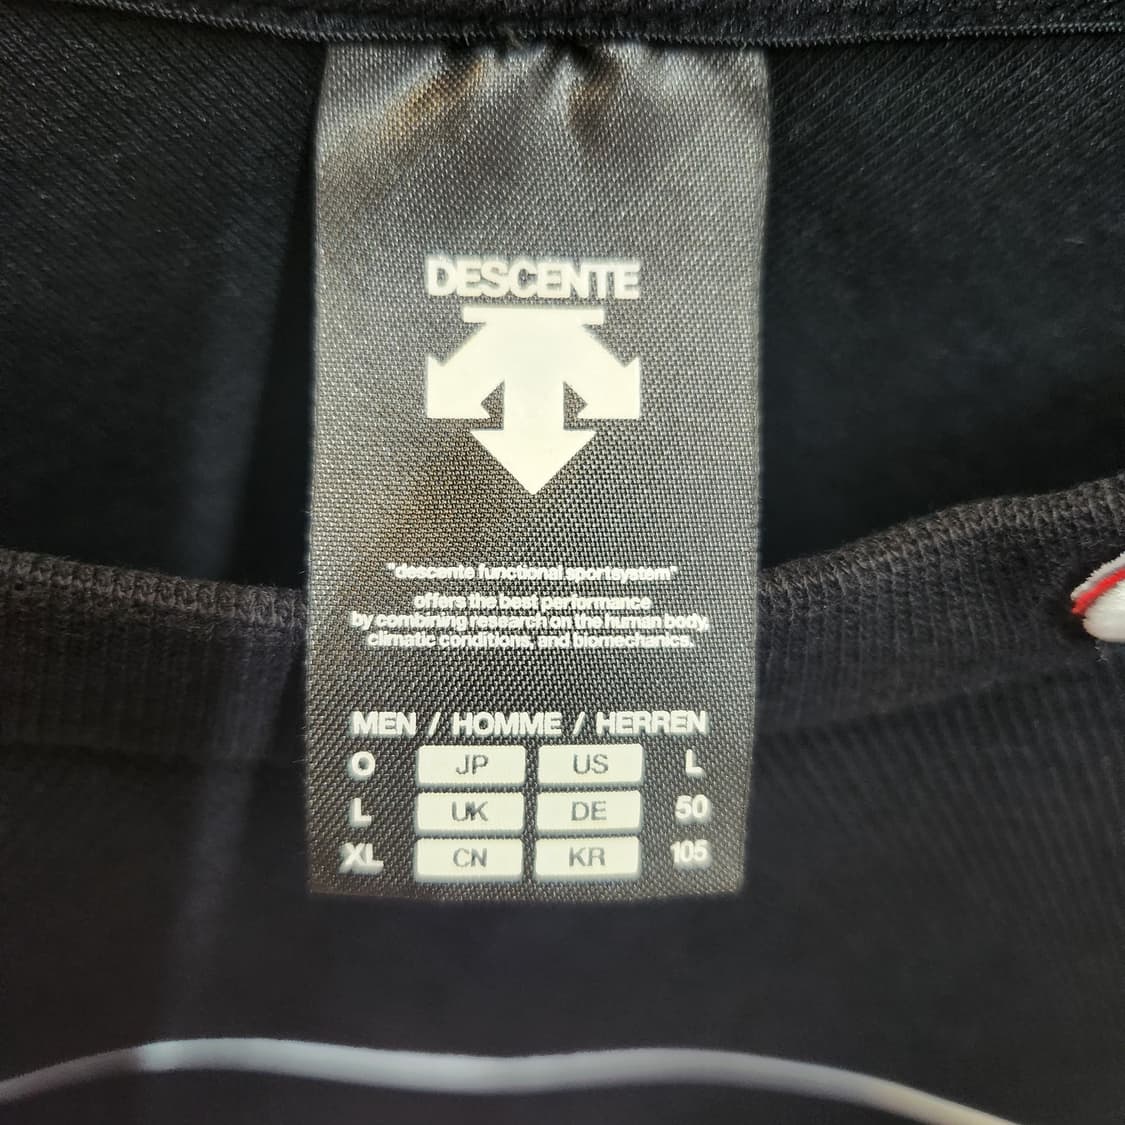 DESCENTE
"descente functional sportsystem"
offers the best performance
by combining research on the human body,
climatic conditions, and biomechanics.
MEN / HOMME / HERREN
O JP US L
L UK DE 50
XL CN KR 105